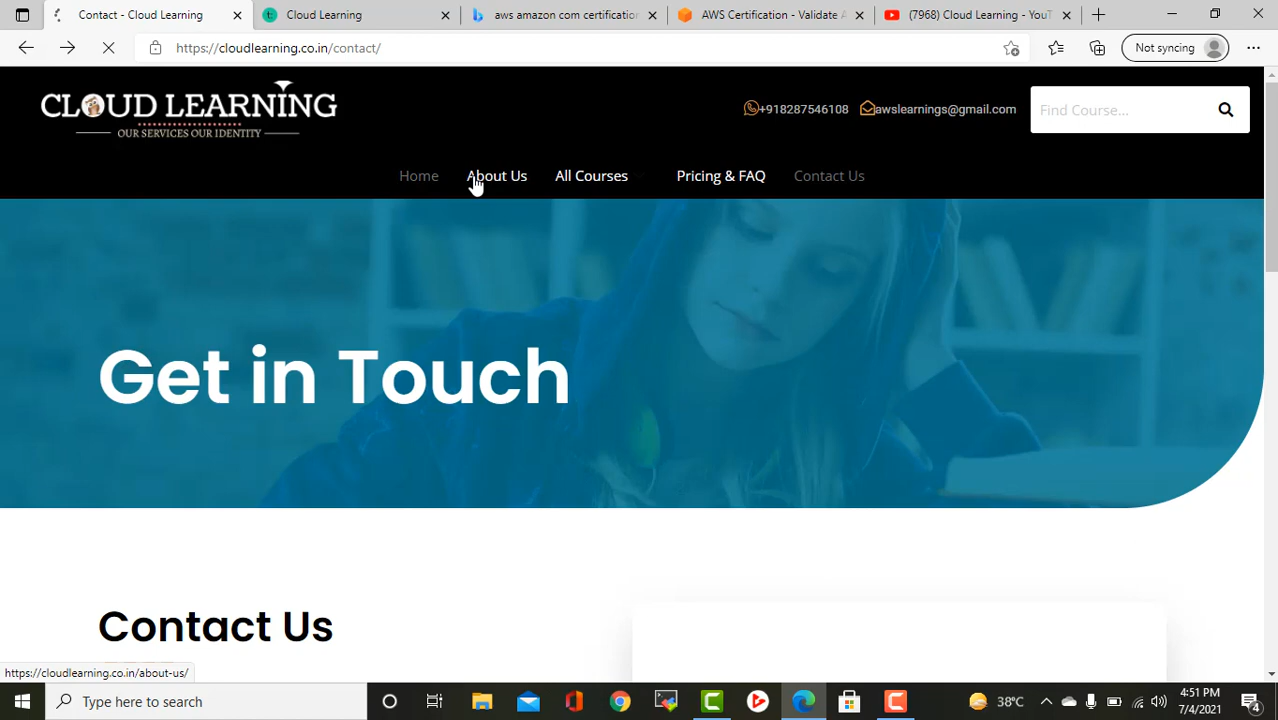 Contact - Cloud Learning
Cloud Learning
aws amazon com certification
AWS Certification - Validate A
(7968) Cloud Learning - YouT
https://cloudlearning.co.in/contact/
Not syncing
CLOUD LEARNING
OUR SERVICES OUR IDENTITY
+918287546108
awslearnings@gmail.com
Find Course...
Home
About Us
All Courses
Pricing & FAQ
Contact Us
Get in Touch
Contact Us
https://cloudlearning.co.in/about-us/
Type here to search
38°C
4:51 PM
7/4/2021
4